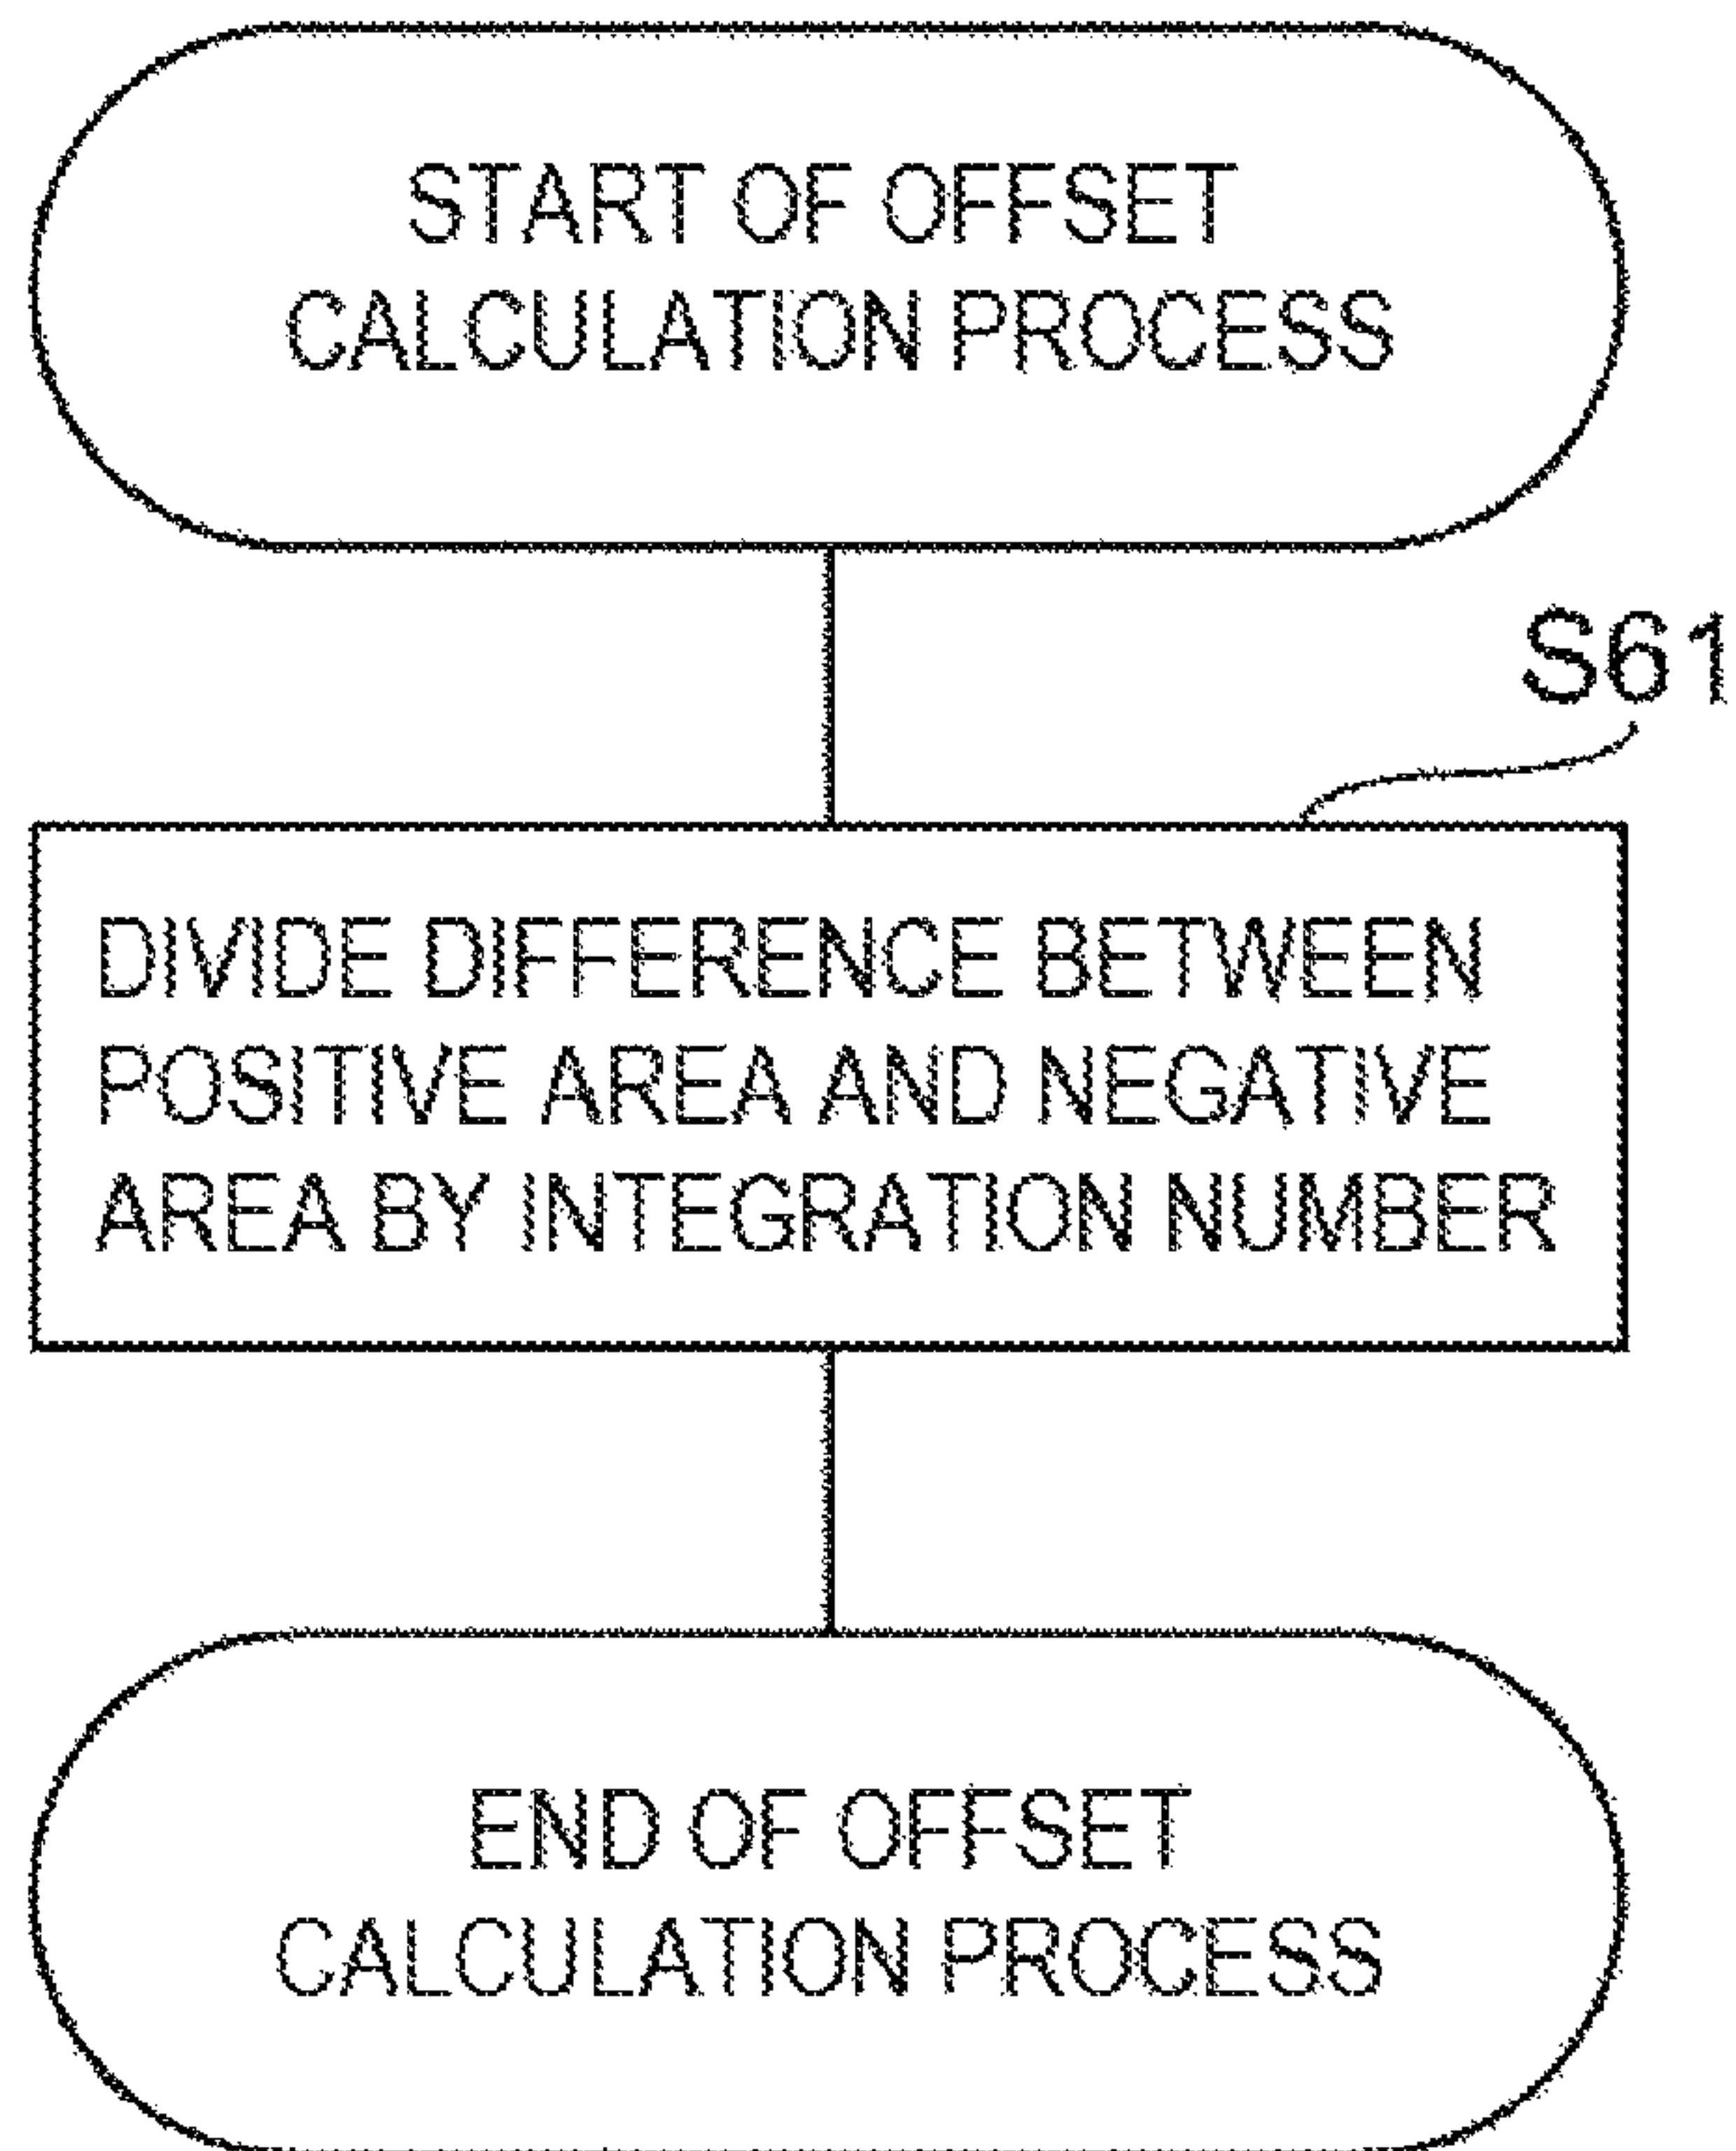 START OF OFFSET
CALCULATION PROCESS
S61
DIVIDE DIFFERENCE BETWEEN
POSITIVE AREA AND NEGATIVE
AREA BY INTEGRATION NUMBER
END OF OFFSET
CALCULATION PROCESS